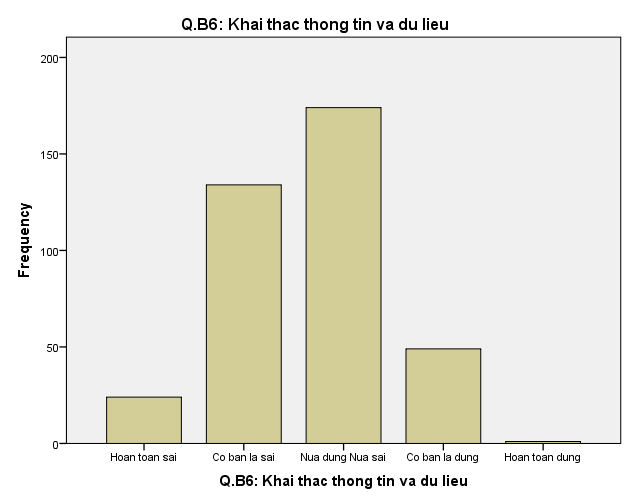 Q.B6: Khai thac thong tin va du lieu
200
150
100
50
0
Frequency
Hoan toan sai
Co ban la sai
Nua dung Nua sai
Co ban la dung
Hoan toan dung
Q.B6: Khai thac thong tin va du lieu